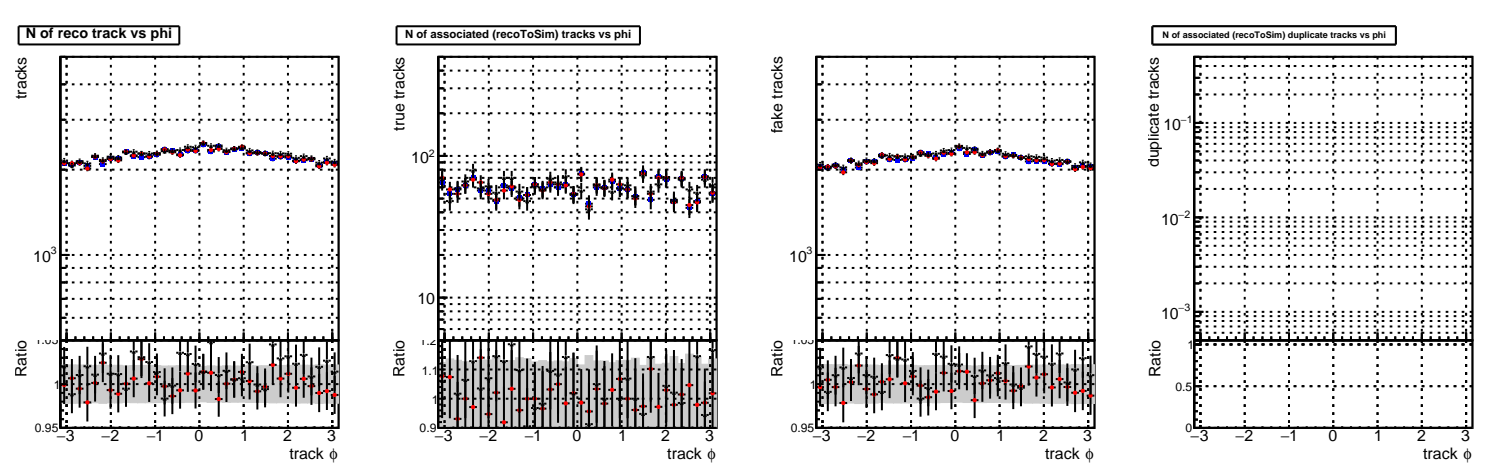 N of reco track vs phi
tracks
10³
Ratio
1.05
1
0.95
−3 −2 −1 0 1 2 3
track ϕ
N of associated (recoToSim) tracks vs phi
true tracks
10²
10
Ratio
1.2
1.1
1
0.9
−3 −2 −1 0 1 2 3
track ϕ
fake tracks
10³
Ratio
1.05
1
0.95
−3 −2 −1 0 1 2 3
track ϕ
N of associated (recoToSim) duplicate tracks vs phi
duplicate tracks
10⁻¹
10⁻²
10⁻³
Ratio
1
0.5
0
−3 −2 −1 0 1 2 3
track ϕ